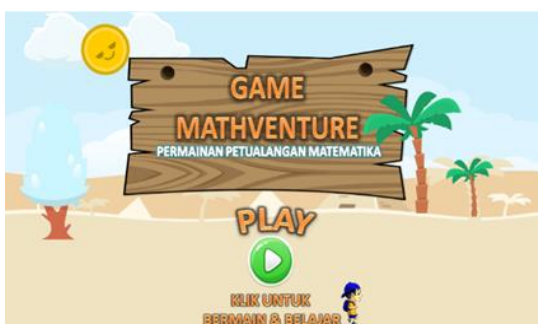 GAME
MATHVENTURE
PERMAINAN PETUALANGAN MATEMATIKA
PLAY
KLIK UNTUK
BERMAIN & BELAJAR